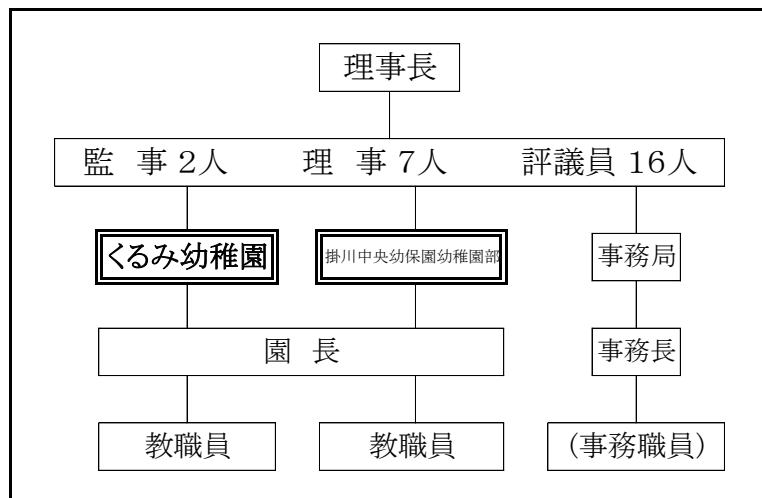 理事長
監 事 2人 理 事 7人 評議員 16人
くるみ幼稚園 掛川中央幼保園幼稚園部 事務局
園 長 事務長
教職員 教職員 (事務職員)